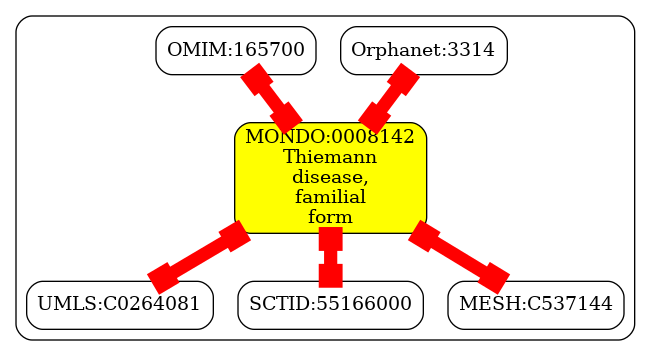 OMIM:165700
Orphanet:3314
MONDO:0008142
Thiemann
disease,
familial
form
UMLS:C0264081
SCTID:55166000
MESH:C537144